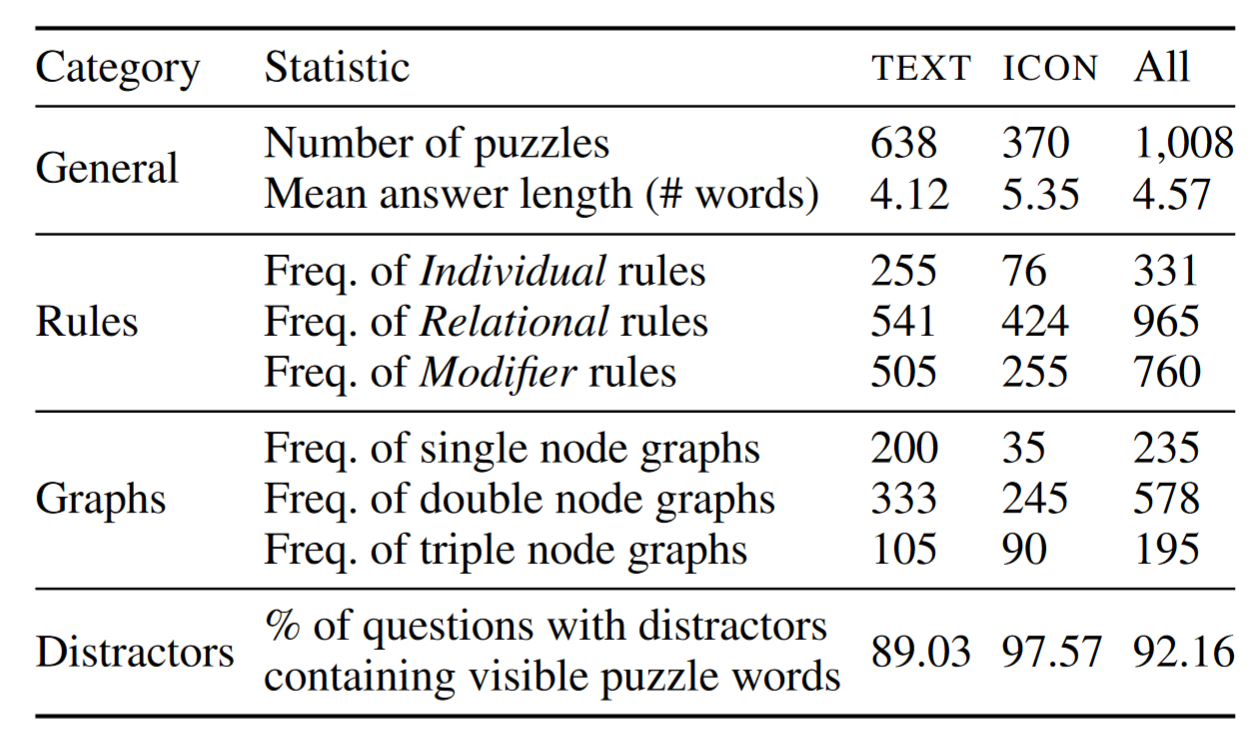 Category Statistic TEXT ICON All
General
Number of puzzles 638 370 1,008
Mean answer length (# words) 4.12 5.35 4.57
Rules
Freq. of Individual rules 255 76 331
Freq. of Relational rules 541 424 965
Freq. of Modifier rules 505 255 760
Graphs
Freq. of single node graphs 200 35 235
Freq. of double node graphs 333 245 578
Freq. of triple node graphs 105 90 195
Distractors
% of questions with distractors
containing visible puzzle words 89.03 97.57 92.16